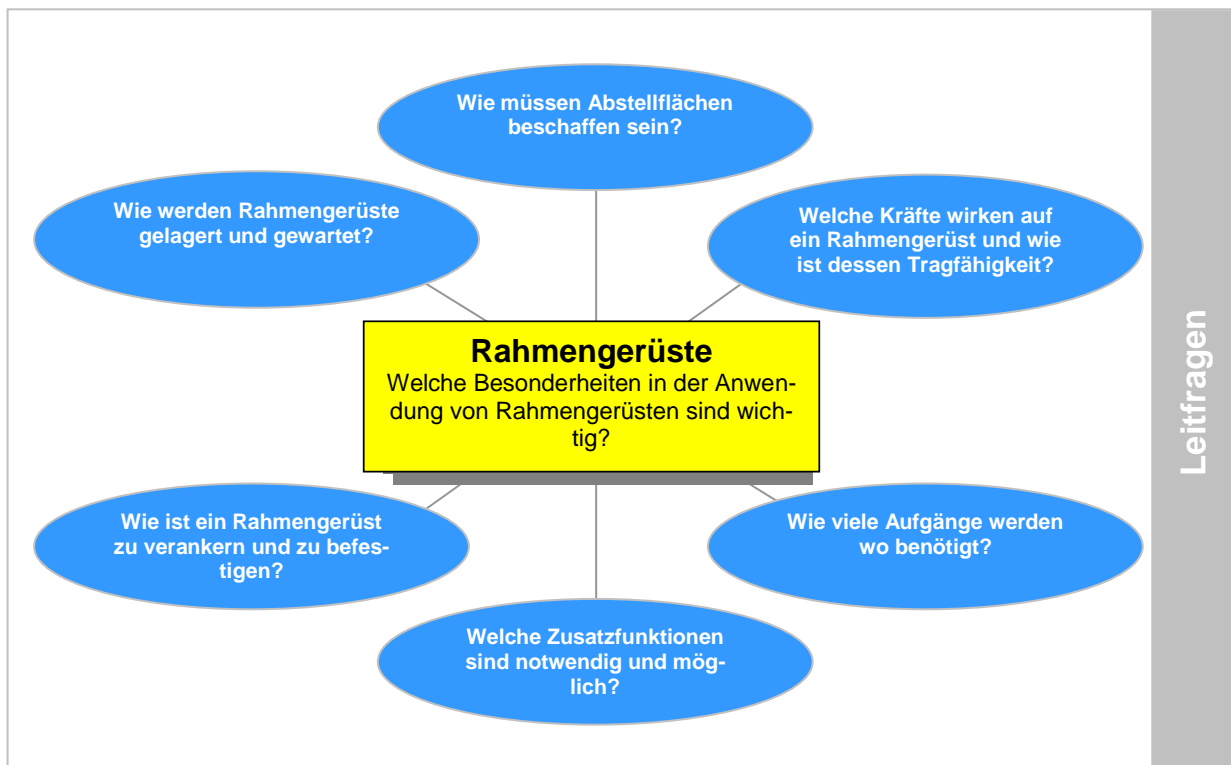 Wie müssen Abstellflächen
beschaffen sein?
Wie werden Rahmengerüste
gelagert und gewartet?
Welche Kräfte wirken auf
ein Rahmengerüst und wie
ist dessen Tragfähigkeit?
Rahmengerüste
Welche Besonderheiten in der Anwen-
dung von Rahmengerüsten sind wich-
tig?
Wie ist ein Rahmengerüst
zu verankern und zu befes-
tigen?
Wie viele Aufgänge werden
wo benötigt?
Welche Zusatzfunktionen
sind notwendig und mög-
lich?
Leitfragen